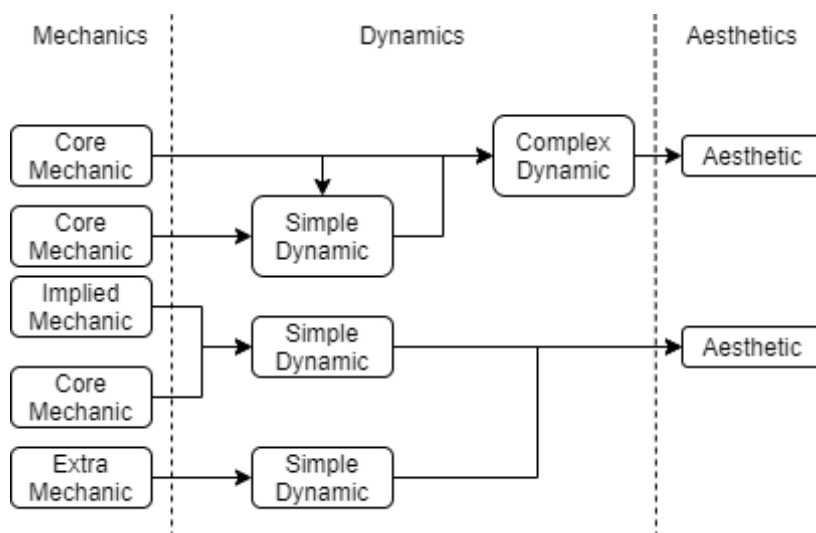 Mechanics
Dynamics
Aesthetics
Core
Mechanic
Complex
Dynamic
Aesthetic
Core
Mechanic
Simple
Dynamic
Implied
Mechanic
Simple
Dynamic
Aesthetic
Core
Mechanic
Extra
Mechanic
Simple
Dynamic